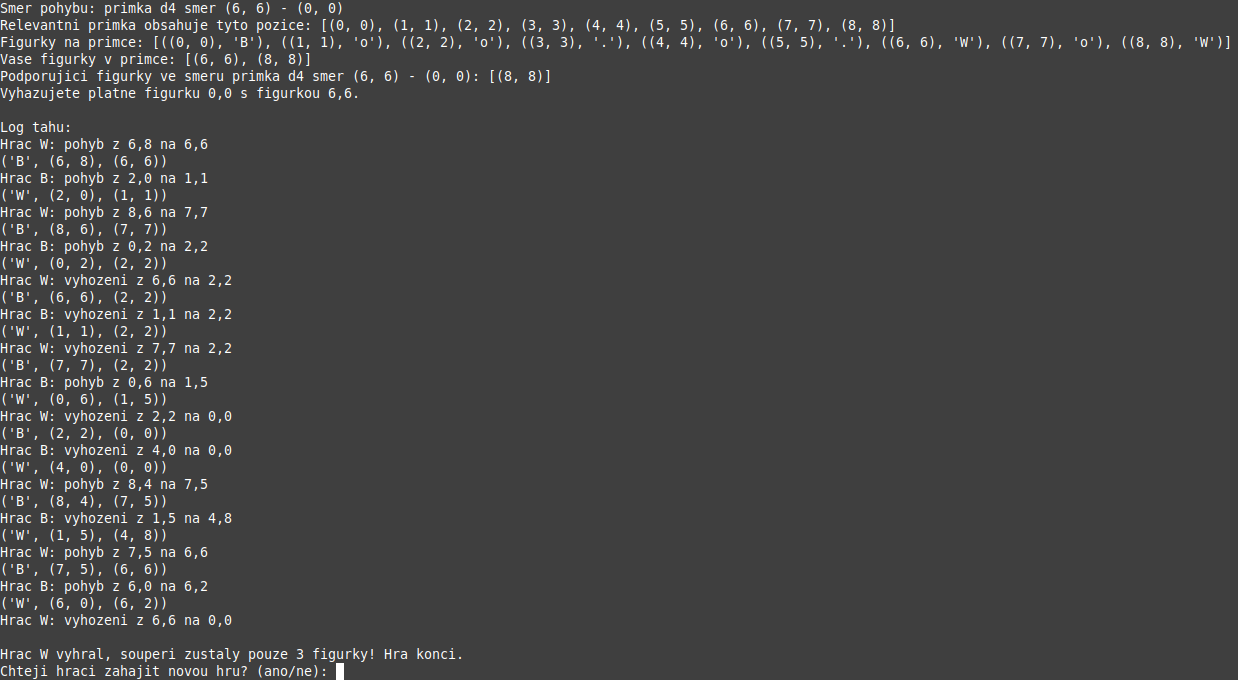 Smer pohybu: primka d4 smer (6, 6) - (0, 0)
Relevantni primka obsahuje tyto pozice: [(0, 0), (1, 1), (2, 2), (3, 3), (4, 4), (5, 5), (6, 6), (7, 7), (8, 8)]
Figurky na primce: [((0, 0), 'B'), ((1, 1), 'o'), ((2, 2), 'o'), ((3, 3), '.'), ((4, 4), 'o'), ((5, 5), '.'), ((6, 6), 'W'), ((7, 7), 'o'), ((8, 8), 'W')]
Vase figurky v primce: [(6, 6), (8, 8)]
Podporujici figurky ve smeru primka d4 smer (6, 6) - (0, 0): [(8, 8)]
Vyhazujete platne figurku 0,0 s figurkou 6,6.
Log tahu:
Hrac W: pohyb z 6,8 na 6,6
('B', (6, 8), (6, 6))
Hrac B: pohyb z 2,0 na 1,1
('W', (2, 0), (1, 1))
Hrac W: pohyb z 8,6 na 7,7
('B', (8, 6), (7, 7))
Hrac B: pohyb z 0,2 na 2,2
('W', (0, 2), (2, 2))
Hrac W: vyhozeni z 6,6 na 2,2
('B', (6, 6), (2, 2))
Hrac B: vyhozeni z 1,1 na 2,2
('W', (1, 1), (2, 2))
Hrac W: vyhozeni z 7,7 na 2,2
('B', (7, 7), (2, 2))
Hrac B: pohyb z 0,6 na 1,5
('W', (0, 6), (1, 5))
Hrac W: vyhozeni z 2,2 na 0,0
('B', (2, 2), (0, 0))
Hrac B: vyhozeni z 4,0 na 0,0
('W', (4, 0), (0, 0))
Hrac W: pohyb z 8,4 na 7,5
('B', (8, 4), (7, 5))
Hrac B: vyhozeni z 1,5 na 4,8
('W', (1, 5), (4, 8))
Hrac W: pohyb z 7,5 na 6,6
('B', (7, 5), (6, 6))
Hrac B: pohyb z 6,0 na 6,2
('W', (6, 0), (6, 2))
Hrac W: vyhozeni z 6,6 na 0,0
Hrac W vyhral, souperi zustaly pouze 3 figurky! Hra konci.
Chteji hraci zahajit novou hru? (ano/ne):